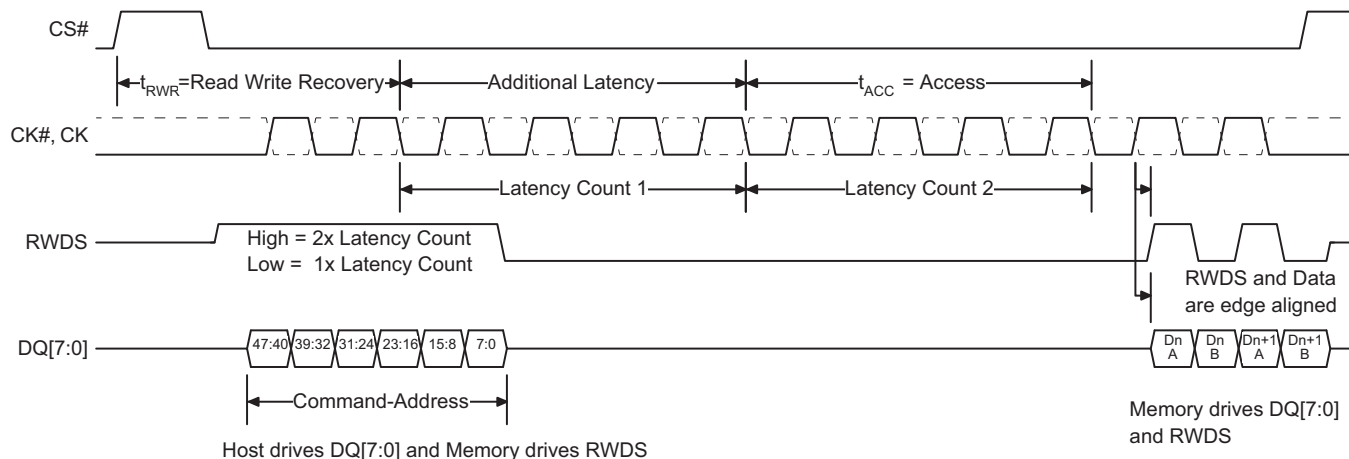 CS#
tRWR=Read Write Recovery
Additional Latency
tACC = Access
CK#, CK
Latency Count 1
Latency Count 2
RWDS
High = 2x Latency Count
Low = 1x Latency Count
RWDS and Data
are edge aligned
DQ[7:0]
47:40
39:32
31:24
23:16
15:8
7:0
Dn
A
Dn
B
Dn+1
A
Dn+1
B
Command-Address
Memory drives DQ[7:0]
and RWDS
Host drives DQ[7:0] and Memory drives RWDS